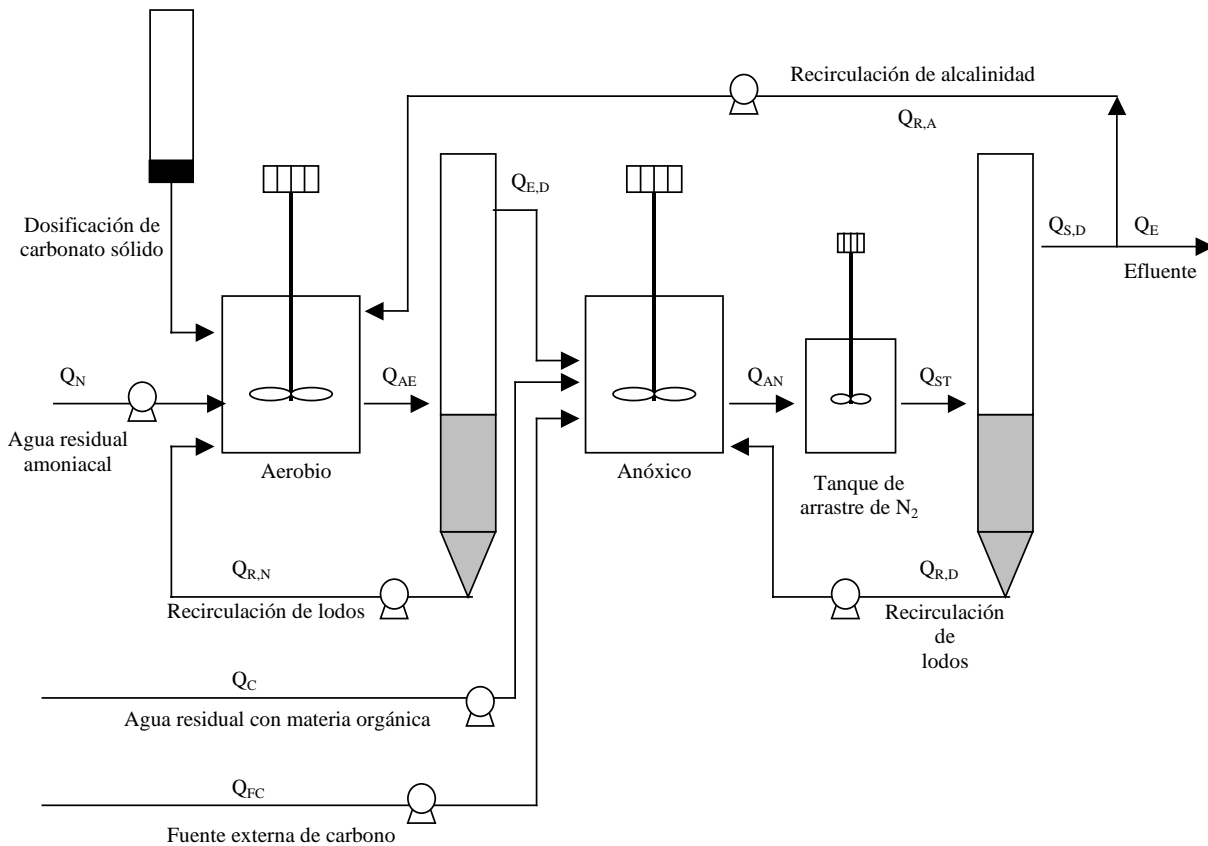 Recirculación de alcalinidad
Q_{R,A}
Q_{E,D}
Dosificación de
carbonato sólido
Q_{S,D}
Q_E
Efluente
Q_N
Q_{AE}
Q_{AN}
Q_{ST}
Agua residual
amoniacal
Aerobio
Anóxico
Tanque de
arrastre de N_2
Q_{R,N}
Recirculación de lodos
Q_{R,D}
Recirculación
de
lodos
Q_C
Agua residual con materia orgánica
Q_{FC}
Fuente externa de carbono